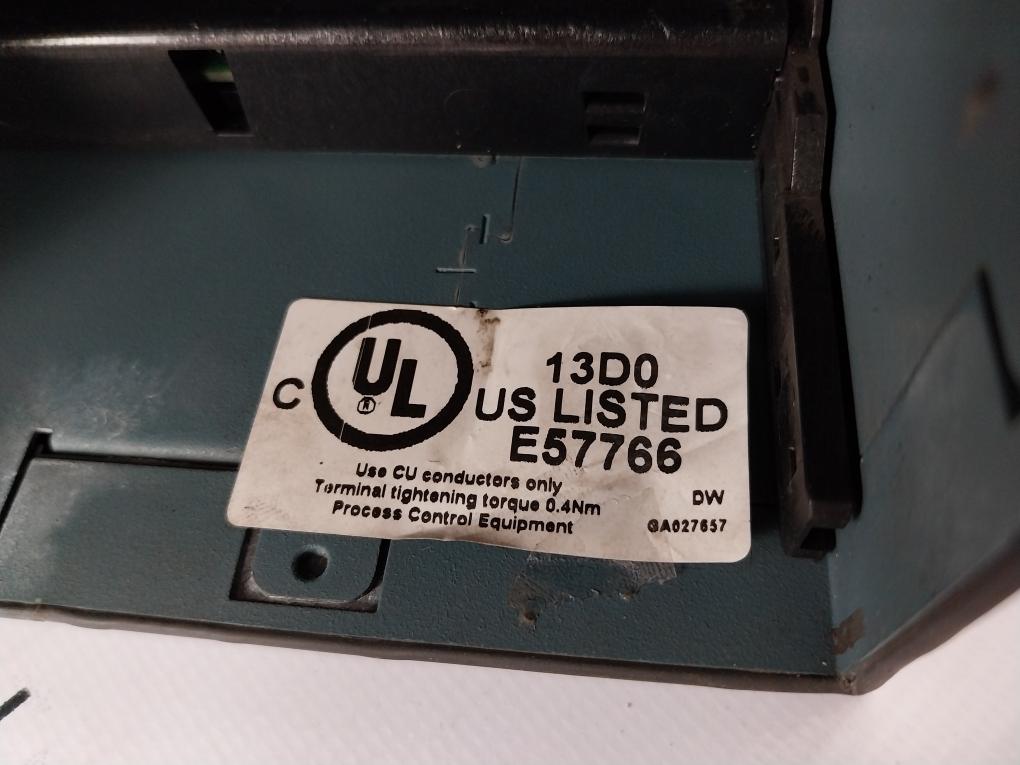 13D0
C UL US LISTED
®
E57766
Use CU conductors only
Terminal tightening torque 0.4Nm
Process Control Equipment
DW
GA027657